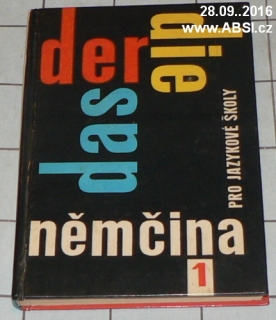 28.09..2016
www.ABSI.cz
der
die
das
PRO JAZYKOVÉ ŠKOLY
němčina
1